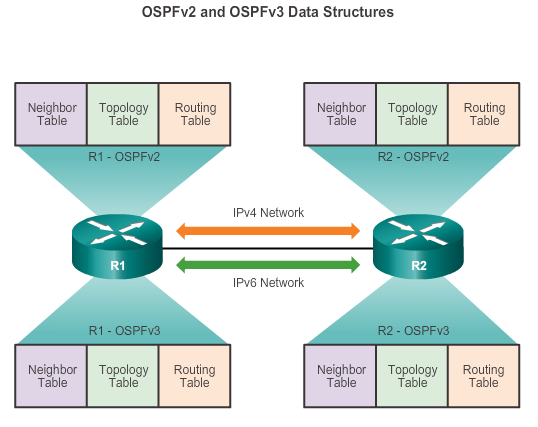 OSPFv2 and OSPFv3 Data Structures
Neighbor Table
Topology Table
Routing Table
R1 - OSPFv2
Neighbor Table
Topology Table
Routing Table
R2 - OSPFv2
IPv4 Network
R1
R2
IPv6 Network
R1 - OSPFv3
Neighbor Table
Topology Table
Routing Table
R2 - OSPFv3
Neighbor Table
Topology Table
Routing Table